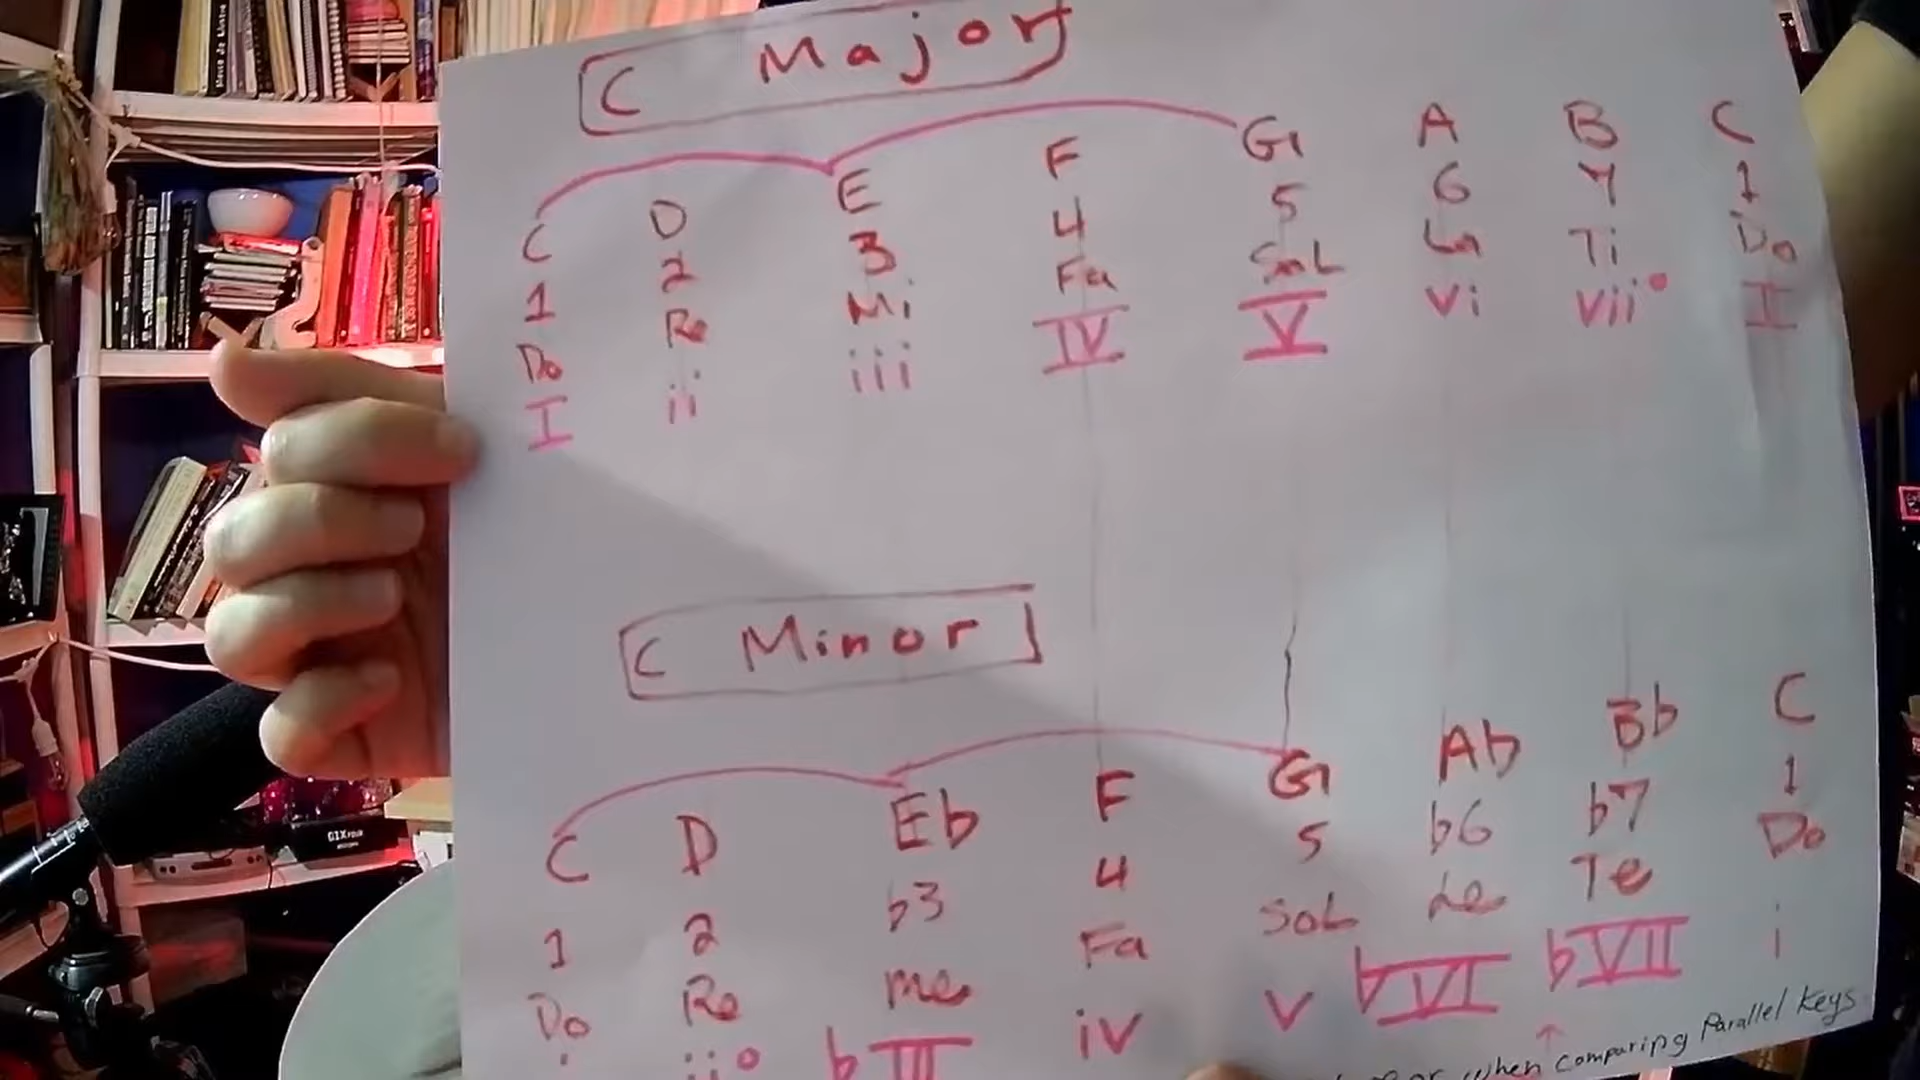 C Major
C D E F G A B C
1 2 3 4 5 6 7 1
Do Re Mi Fa SoL La Ti Do
I ii iii IV V vi vii° I
C Minor
C D Eb F G Ab Bb C
1 2 b3 4 5 b6 b7 1
Do Re me Fa SoL Le Te Do
i ii° bIII iv v bVI bVII i
or when comparing Parallel Keys